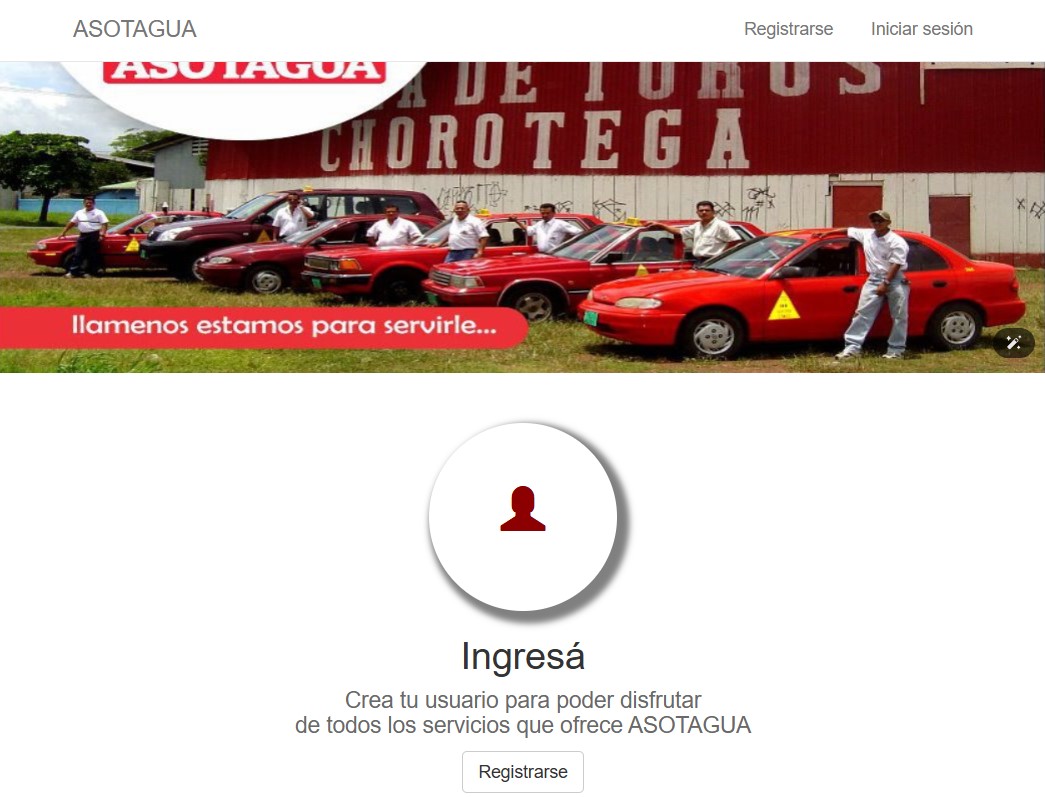 ASOTAGUA
Registrarse
Iniciar sesión
ASOTAGUA
DE TOROS
CHOROTEGA
llamenos estamos para servirle...
Ingresá
Crea tu usuario para poder disfrutar
de todos los servicios que ofrece ASOTAGUA
Registrarse